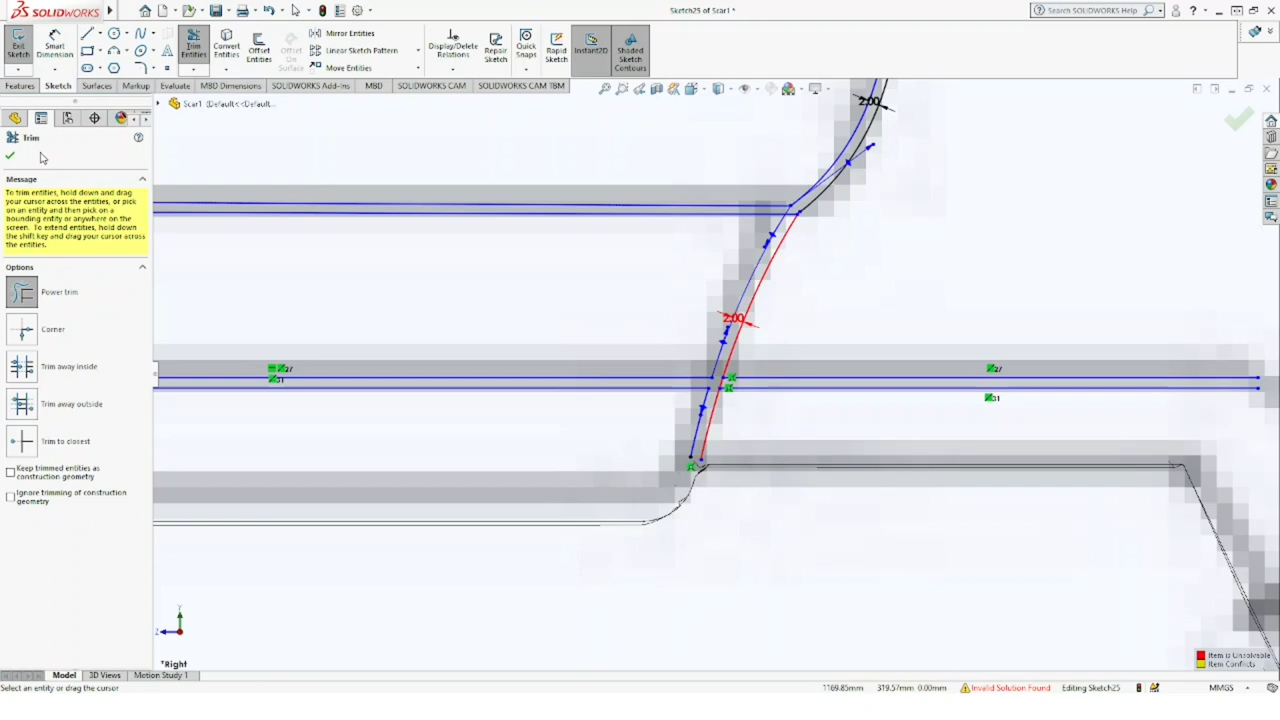 SOLIDWORKS
Sketch25 of Scar1 *
Search SOLIDWORKS Help
Exit Sketch
Smart Dimension
Trim Entities
Convert Entities
Offset Entities
Offset On Surface
Mirror Entities
Linear Sketch Pattern
Move Entities
Display/Delete Relations
Repair Sketch
Quick Snaps
Rapid Sketch
Instant2D
Shaded Sketch Contours
Features
Sketch
Surfaces
Markup
Evaluate
MBD Dimensions
SOLIDWORKS Add-Ins
MBD
SOLIDWORKS CAM
SOLIDWORKS CAM TBM
Scar1 (Default<<Default...
Trim
Message
To trim entities, hold down and drag
your cursor across the entities, or pick
on an entity and then pick on a
bounding entity or anywhere on the
screen. To extend entities, hold down
the shift key and drag your cursor across
the entities.
Options
Power trim
Corner
Trim away inside
Trim away outside
Trim to closest
Keep trimmed entities as
construction geometry
Ignore trimming of construction
geometry
2.00
2.00
27
31
27
31
Y
Z
*Right
Item is Unsolvable
Item Conflicts
Model
3D Views
Motion Study 1
Select an entity or drag the cursor
1169.85mm
319.57mm
0.00mm
Invalid Solution Found
Editing Sketch25
MMGS